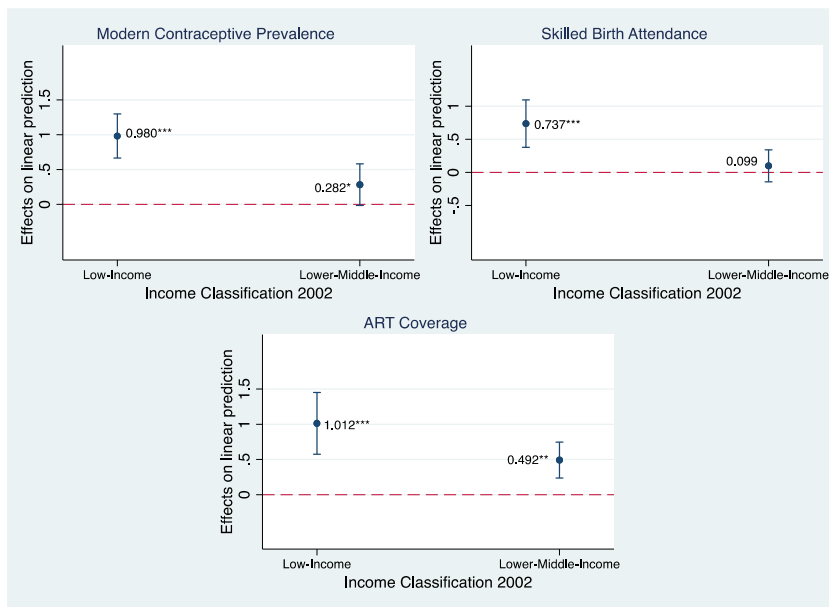 Modern Contraceptive Prevalence
Effects on linear prediction
1.5
1
.5
0
0.980***
0.282*
Low-Income
Lower-Middle-Income
Income Classification 2002
Skilled Birth Attendance
Effects on linear prediction
1
.5
0
-.5
0.737***
0.099
Low-Income
Lower-Middle-Income
Income Classification 2002
ART Coverage
Effects on linear prediction
1.5
1
.5
0
1.012***
0.492**
Low-Income
Lower-Middle-Income
Income Classification 2002